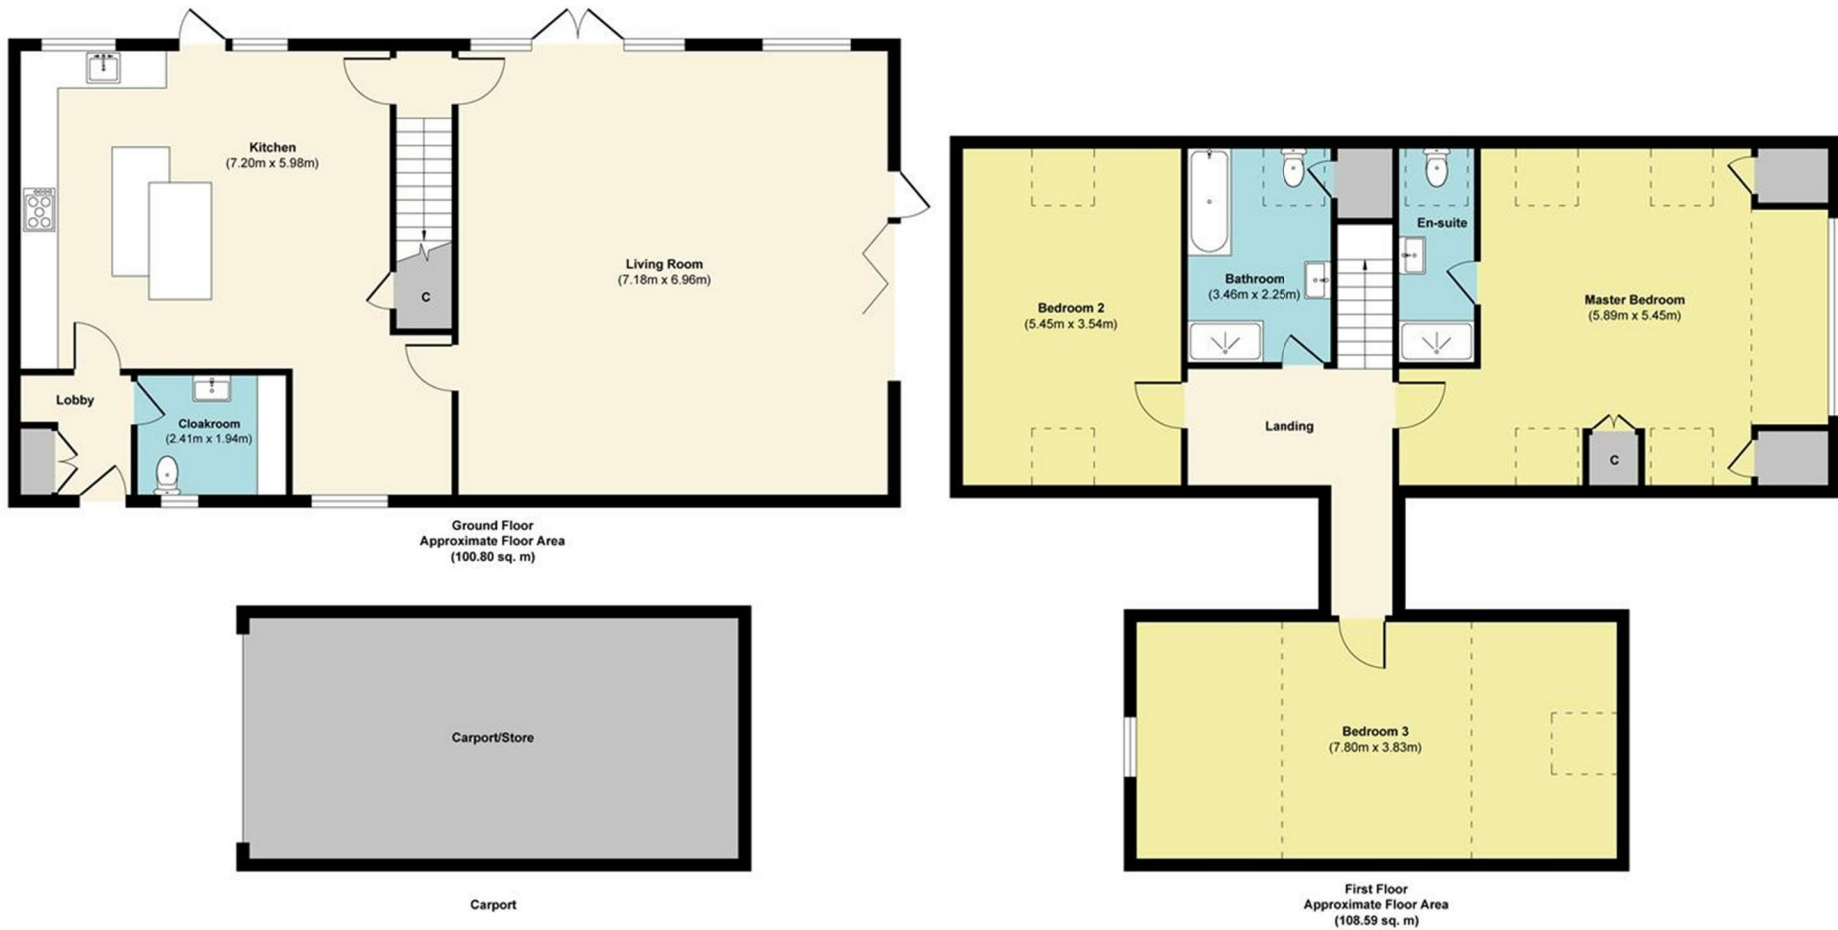 Kitchen
(7.20m x 5.98m)
Living Room
(7.18m x 6.96m)
C
Lobby
Cloakroom
(2.41m x 1.94m)
Ground Floor
Approximate Floor Area
(100.80 sq. m)
Carport/Store
Carport
Bedroom 2
(5.45m x 3.54m)
Bathroom
(3.46m x 2.25m)
En-suite
Master Bedroom
(5.89m x 5.45m)
Landing
C
Bedroom 3
(7.80m x 3.83m)
First Floor
Approximate Floor Area
(108.59 sq. m)